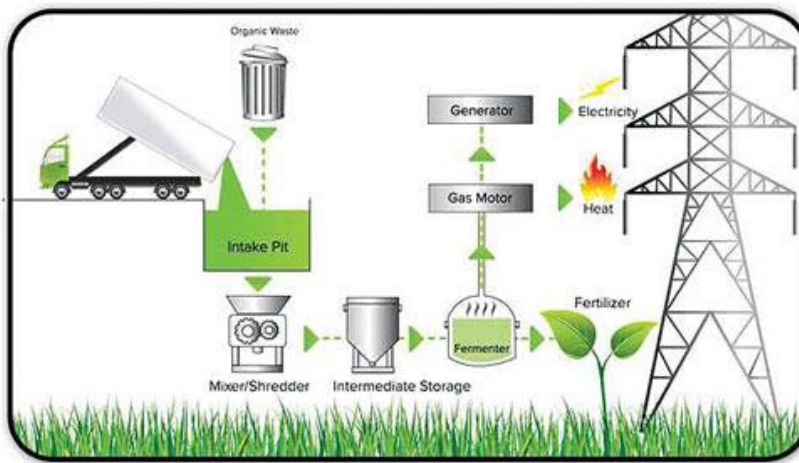 Organic Waste
Generator
Electricity
Gas Motor
Heat
Intake Pit
Fertilizer
Fermenter
Mixer/Shredder
Intermediate Storage